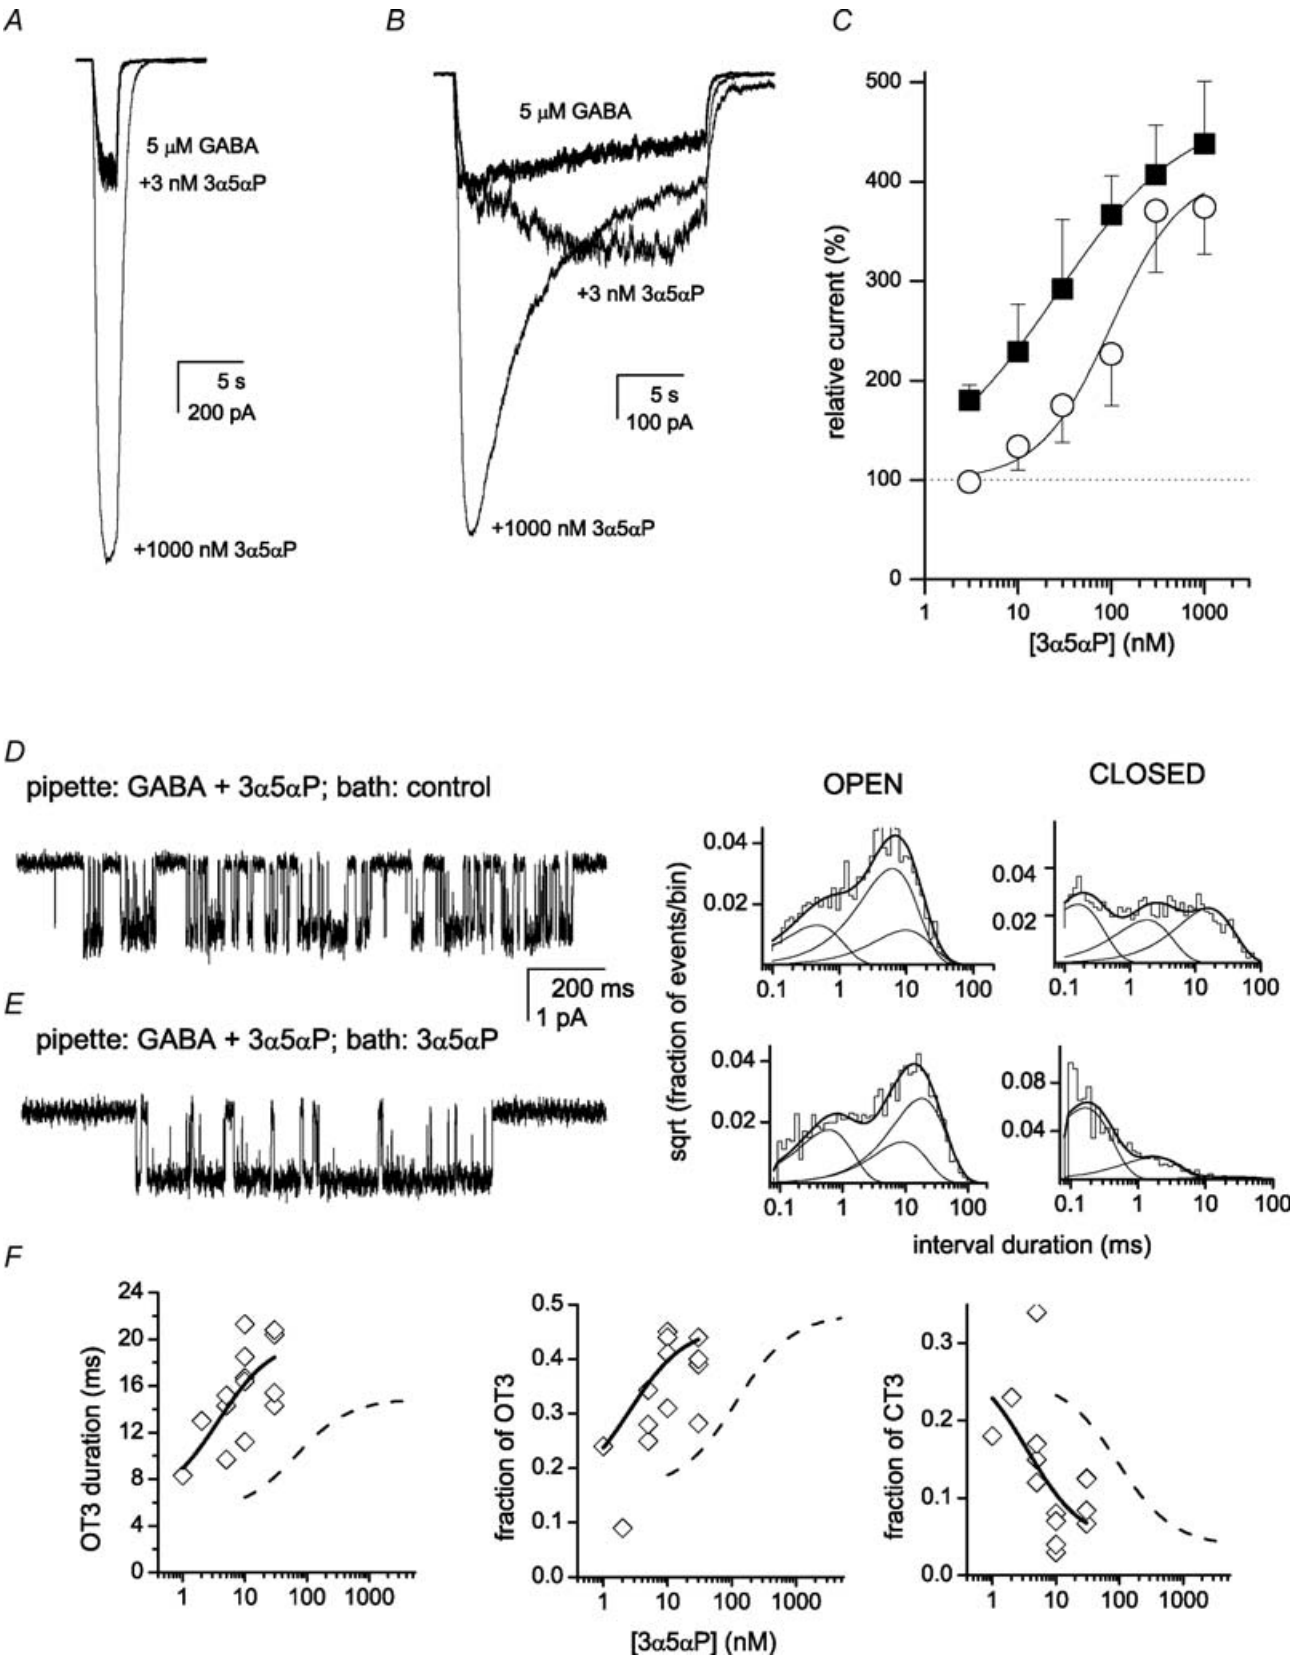 A
B
C
5 μM GABA
+3 nM 3α5αP
5 s
200 pA
+1000 nM 3α5αP
5 μM GABA
+3 nM 3α5αP
5 s
100 pA
+1000 nM 3α5αP
relative current (%)
500
400
300
200
100
0
1 10 100 1000
[3α5αP] (nM)
D
pipette: GABA + 3α5αP; bath: control
200 ms
1 pA
E
pipette: GABA + 3α5αP; bath: 3α5αP
OPEN
CLOSED
sqrt (fraction of events/bin)
0.04
0.02
0.1 1 10 100
0.04
0.02
0.1 1 10 100
0.04
0.02
0.1 1 10 100
0.08
0.04
0.1 1 10 100
interval duration (ms)
F
OT3 duration (ms)
24
20
16
12
8
4
0
1 10 100 1000
fraction of OT3
0.5
0.4
0.3
0.2
0.1
0.0
1 10 100 1000
[3α5αP] (nM)
fraction of CT3
0.3
0.2
0.1
0.0
1 10 100 1000